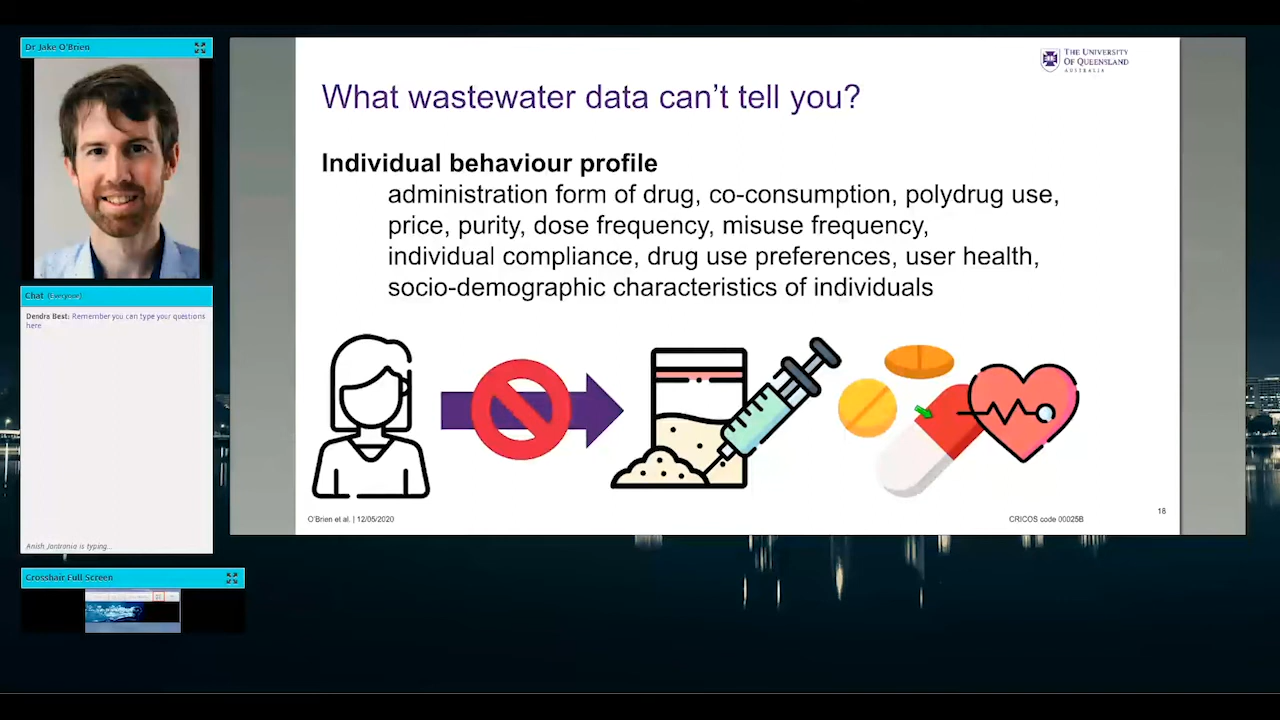 Dr Jake O'Brien
THE UNIVERSITY
OF QUEENSLAND
AUSTRALIA
What wastewater data can't tell you?
Individual behaviour profile
administration form of drug, co-consumption, polydrug use,
price, purity, dose frequency, misuse frequency,
individual compliance, drug use preferences, user health,
socio-demographic characteristics of individuals
Chat (Everyone)
Dendra Best: Remember you can type your questions
here
Anish Jantrania is typing...
O'Brien et al. | 12/05/2020
CRICOS code 00025B
18
Crosshair Full Screen